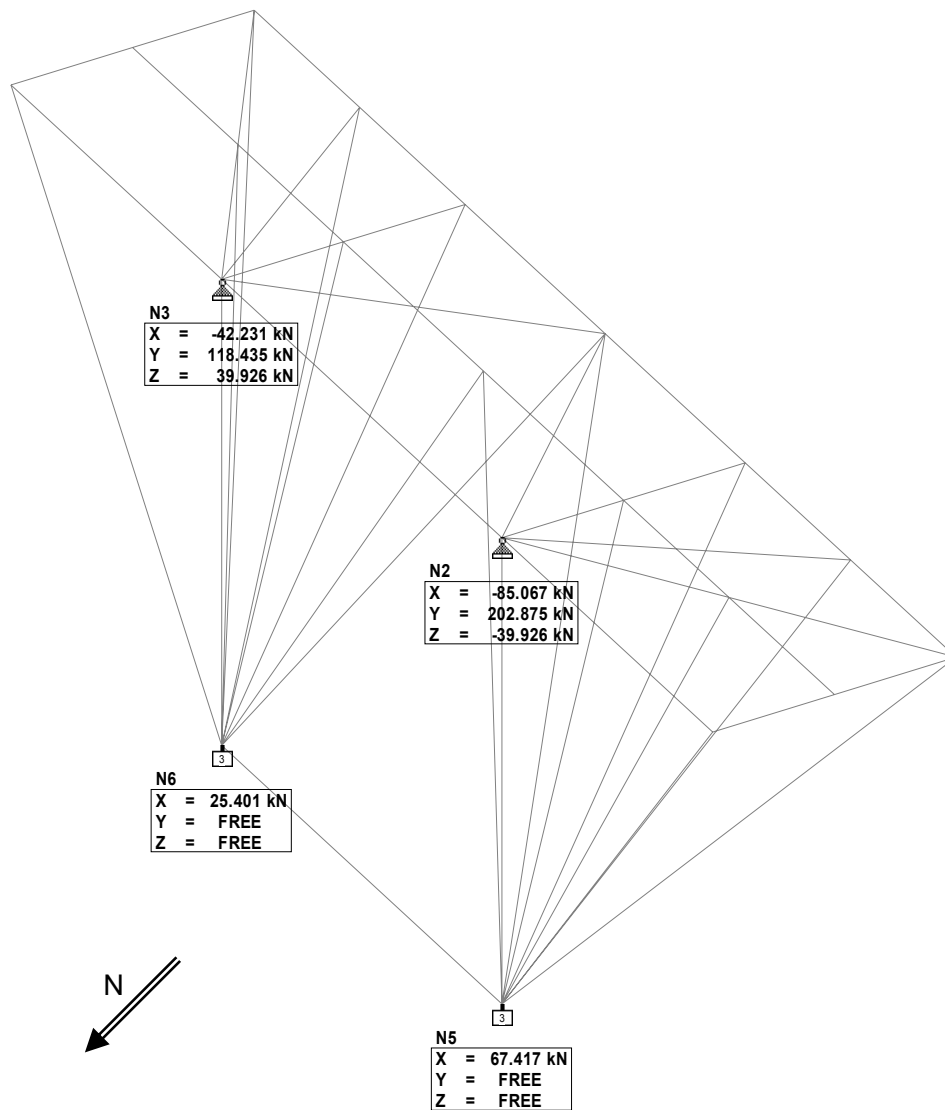 N3
X = -42.231 kN
Y = 118.435 kN
Z = 39.926 kN
N2
X = -85.067 kN
Y = 202.875 kN
Z = -39.926 kN
3
N6
X = 25.401 kN
Y = FREE
Z = FREE
N
3
N5
X = 67.417 kN
Y = FREE
Z = FREE